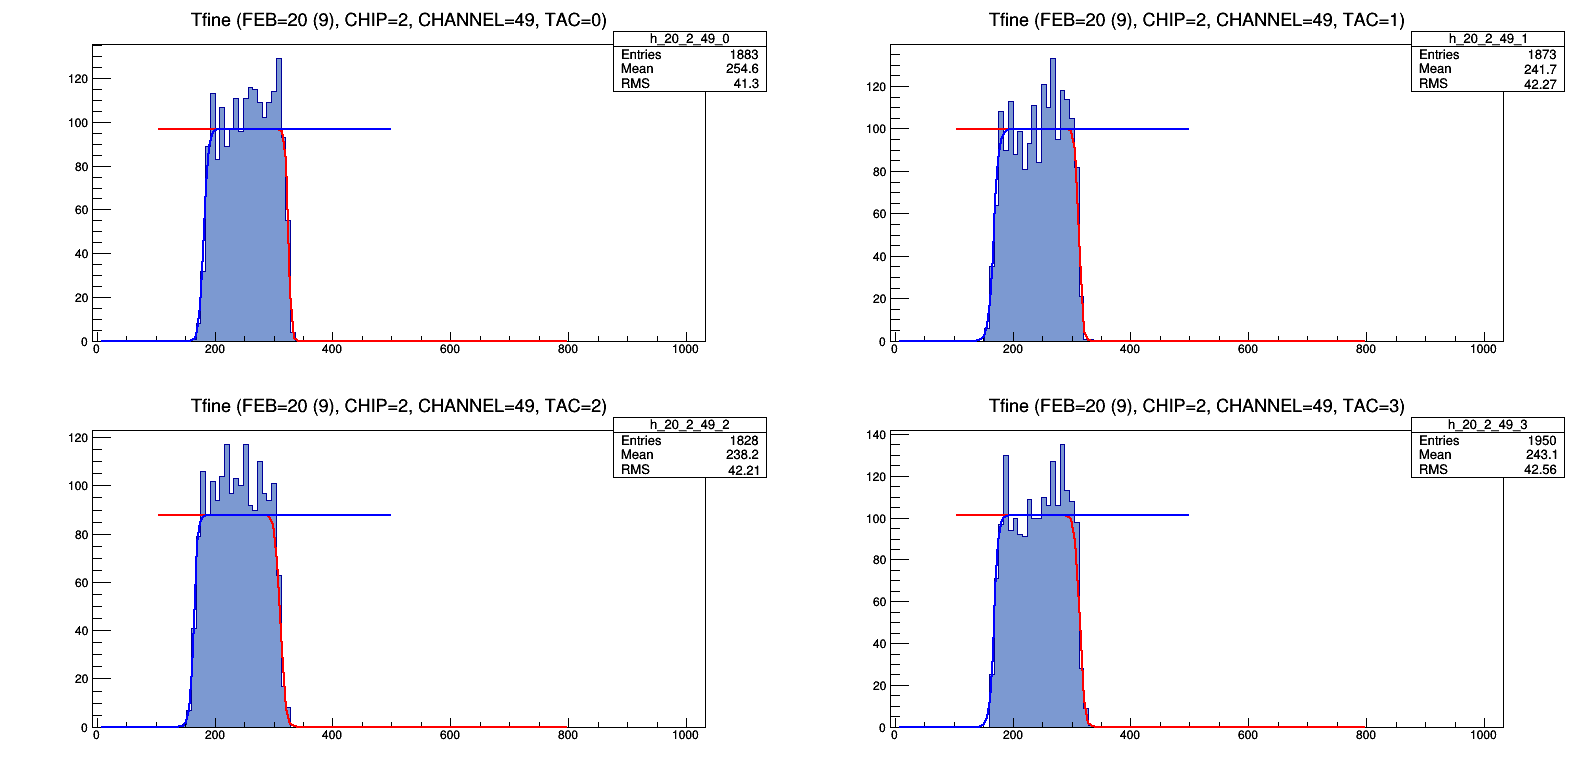 Tfine (FEB=20 (9), CHIP=2, CHANNEL=49, TAC=0)
h_20_2_49_0
Entries 1883
Mean 254.6
RMS 41.3
120
100
80
60
40
20
0
0 200 400 600 800 1000
Tfine (FEB=20 (9), CHIP=2, CHANNEL=49, TAC=1)
h_20_2_49_1
Entries 1873
Mean 241.7
RMS 42.27
120
100
80
60
40
20
0
0 200 400 600 800 1000
Tfine (FEB=20 (9), CHIP=2, CHANNEL=49, TAC=2)
h_20_2_49_2
Entries 1828
Mean 238.2
RMS 42.21
120
100
80
60
40
20
0
0 200 400 600 800 1000
Tfine (FEB=20 (9), CHIP=2, CHANNEL=49, TAC=3)
h_20_2_49_3
Entries 1950
Mean 243.1
RMS 42.56
140
120
100
80
60
40
20
0
0 200 400 600 800 1000